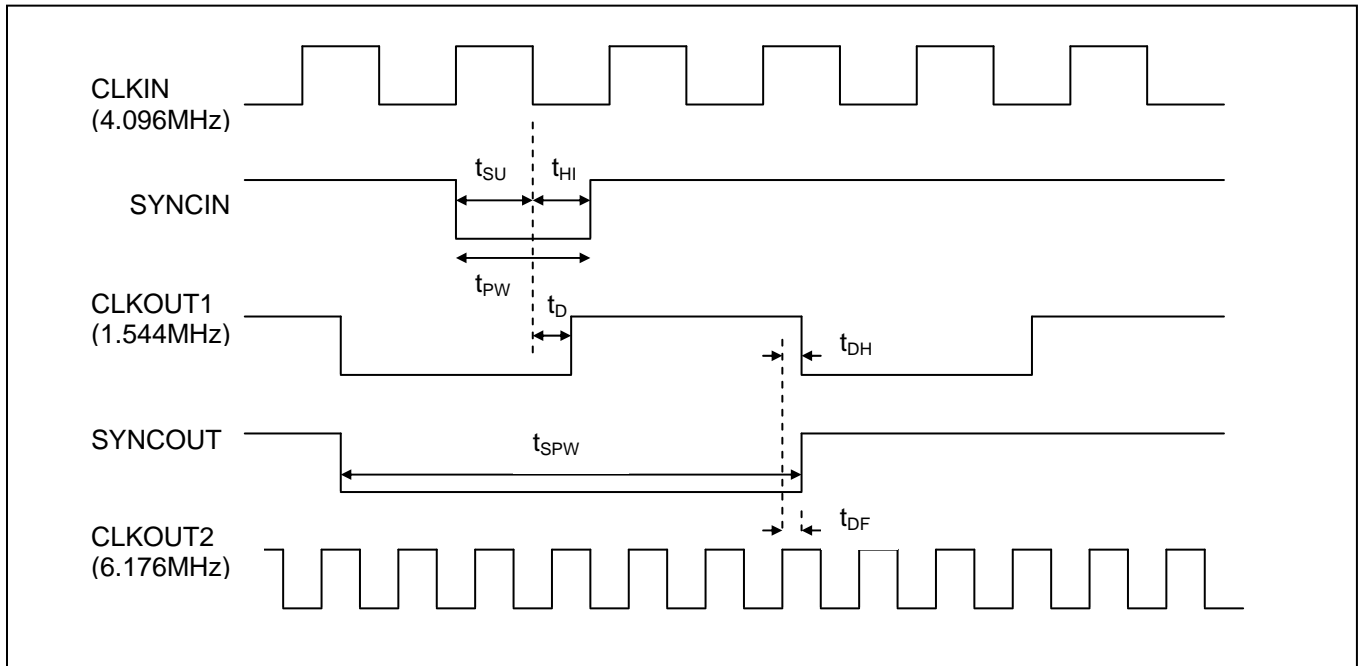 CLKIN
(4.096MHz)
tSU
tHI
SYNCIN
tPW
CLKOUT1
(1.544MHz)
tD
tDH
SYNCOUT
tSPW
tDF
CLKOUT2
(6.176MHz)